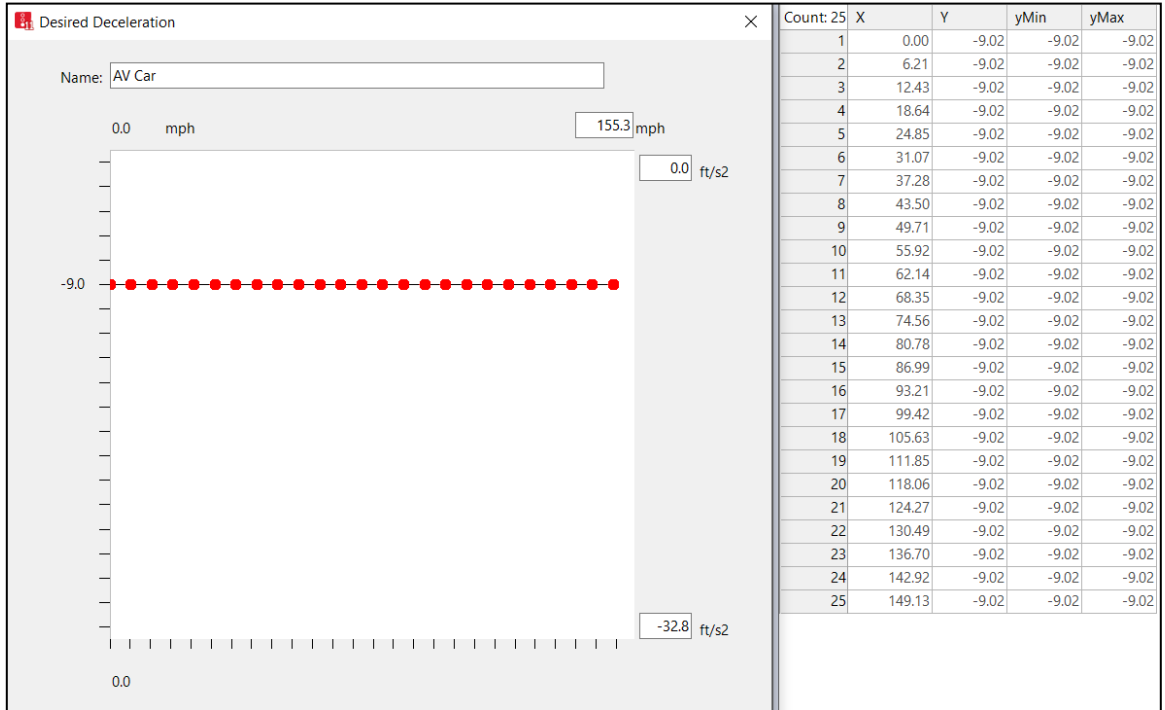 Desired Deceleration
Name: AV Car
0.0 mph 155.3 mph
0.0 ft/s2
-9.0
-32.8 ft/s2
0.0
Count: 25 X Y yMin yMax
1 0.00 -9.02 -9.02 -9.02
2 6.21 -9.02 -9.02 -9.02
3 12.43 -9.02 -9.02 -9.02
4 18.64 -9.02 -9.02 -9.02
5 24.85 -9.02 -9.02 -9.02
6 31.07 -9.02 -9.02 -9.02
7 37.28 -9.02 -9.02 -9.02
8 43.50 -9.02 -9.02 -9.02
9 49.71 -9.02 -9.02 -9.02
10 55.92 -9.02 -9.02 -9.02
11 62.14 -9.02 -9.02 -9.02
12 68.35 -9.02 -9.02 -9.02
13 74.56 -9.02 -9.02 -9.02
14 80.78 -9.02 -9.02 -9.02
15 86.99 -9.02 -9.02 -9.02
16 93.21 -9.02 -9.02 -9.02
17 99.42 -9.02 -9.02 -9.02
18 105.63 -9.02 -9.02 -9.02
19 111.85 -9.02 -9.02 -9.02
20 118.06 -9.02 -9.02 -9.02
21 124.27 -9.02 -9.02 -9.02
22 130.49 -9.02 -9.02 -9.02
23 136.70 -9.02 -9.02 -9.02
24 142.92 -9.02 -9.02 -9.02
25 149.13 -9.02 -9.02 -9.02